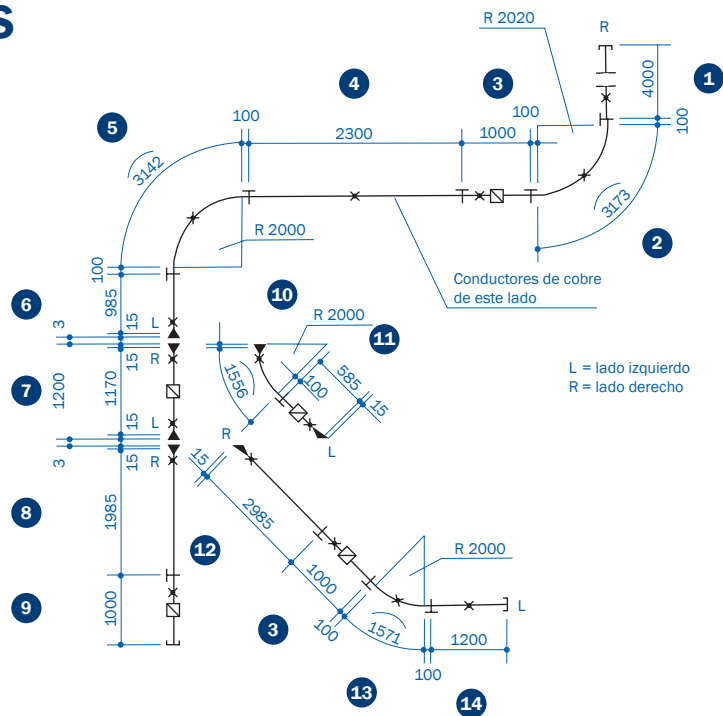 s
R
R 2020
4000
1
100
3
4
100
2300
1000
100
5
3142
R 2000
3173
2
Conductores de cobre
de este lado
100
985
6
3
15
L
10
R 2000
11
15
R
1556
100
585
15
L = lado izquierdo
R = lado derecho
7
1200
1170
15
L
R
L
3
15
R
15
8
1985
2985
12
R 2000
9
1000
1000
L
3
100
1571
1200
100
13
14